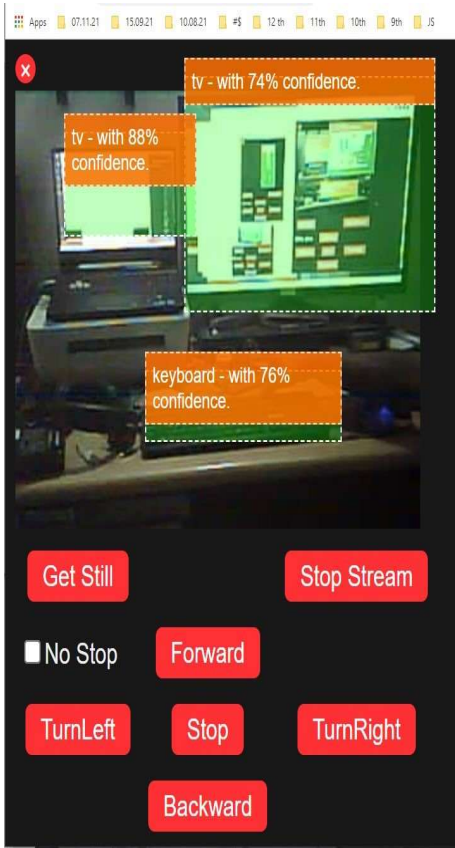 Apps 07.11.21 15.09.21 10.08.21 #$ 12 th 11th 10th 9th JS
x
tv - with 74% confidence.
tv - with 88%
confidence.
keyboard - with 76%
confidence.
Get Still Stop Stream
No Stop Forward
TurnLeft Stop TurnRight
Backward